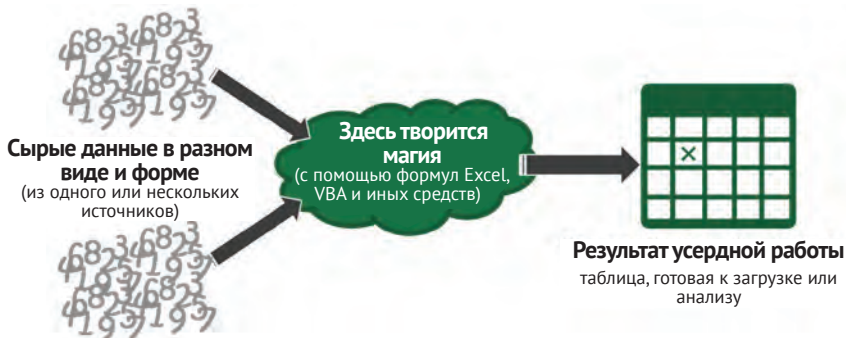 Сырые данные в разном
виде и форме
(из одного или нескольких
источников)
Здесь творится
магия
(с помощью формул Excel,
VBA и иных средств)
Результат усердной работы
таблица, готовая к загрузке или
анализу